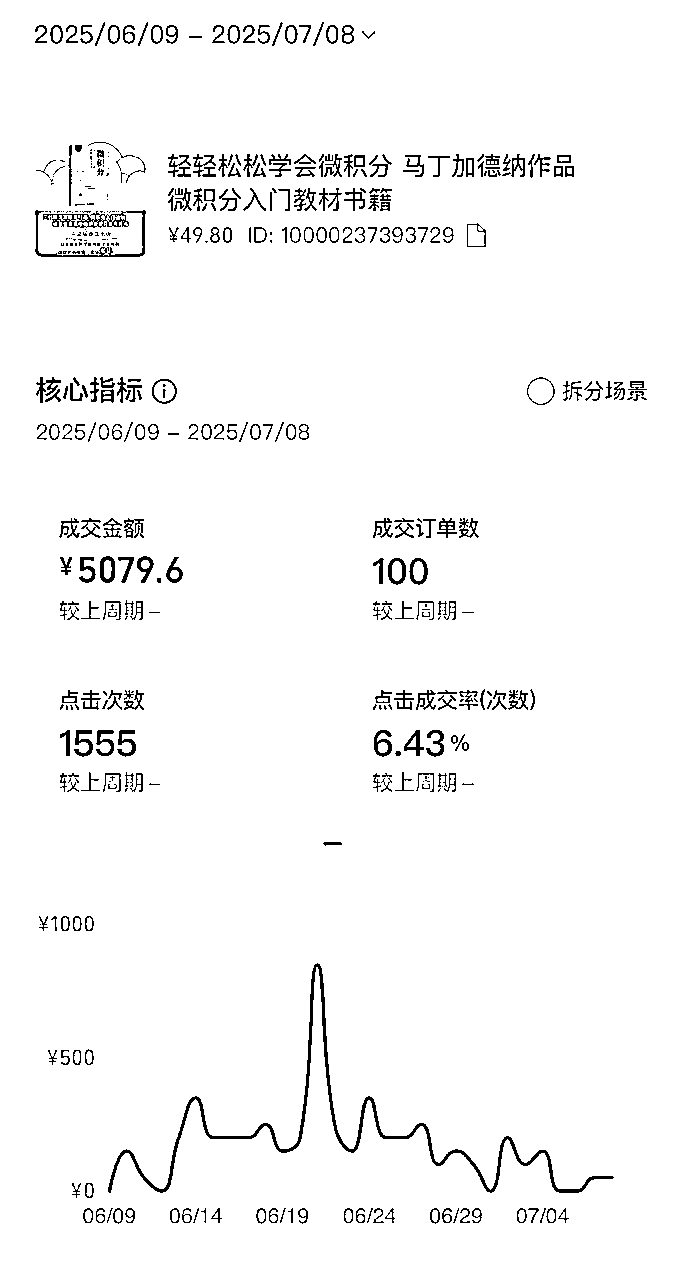 2025/06/09 – 2025/07/08
轻轻松松学会微积分 马丁加德纳作品
微积分入门教材书籍
¥49.80 ID: 10000237393729
核心指标
拆分场景
2025/06/09 – 2025/07/08
成交金额
成交订单数
¥5079.6
100
较上周期 –
较上周期 –
点击次数
点击成交率(次数)
1555
6.43%
较上周期 –
较上周期 –
¥1000
¥500
¥0
06/09 06/14 06/19 06/24 06/29 07/04